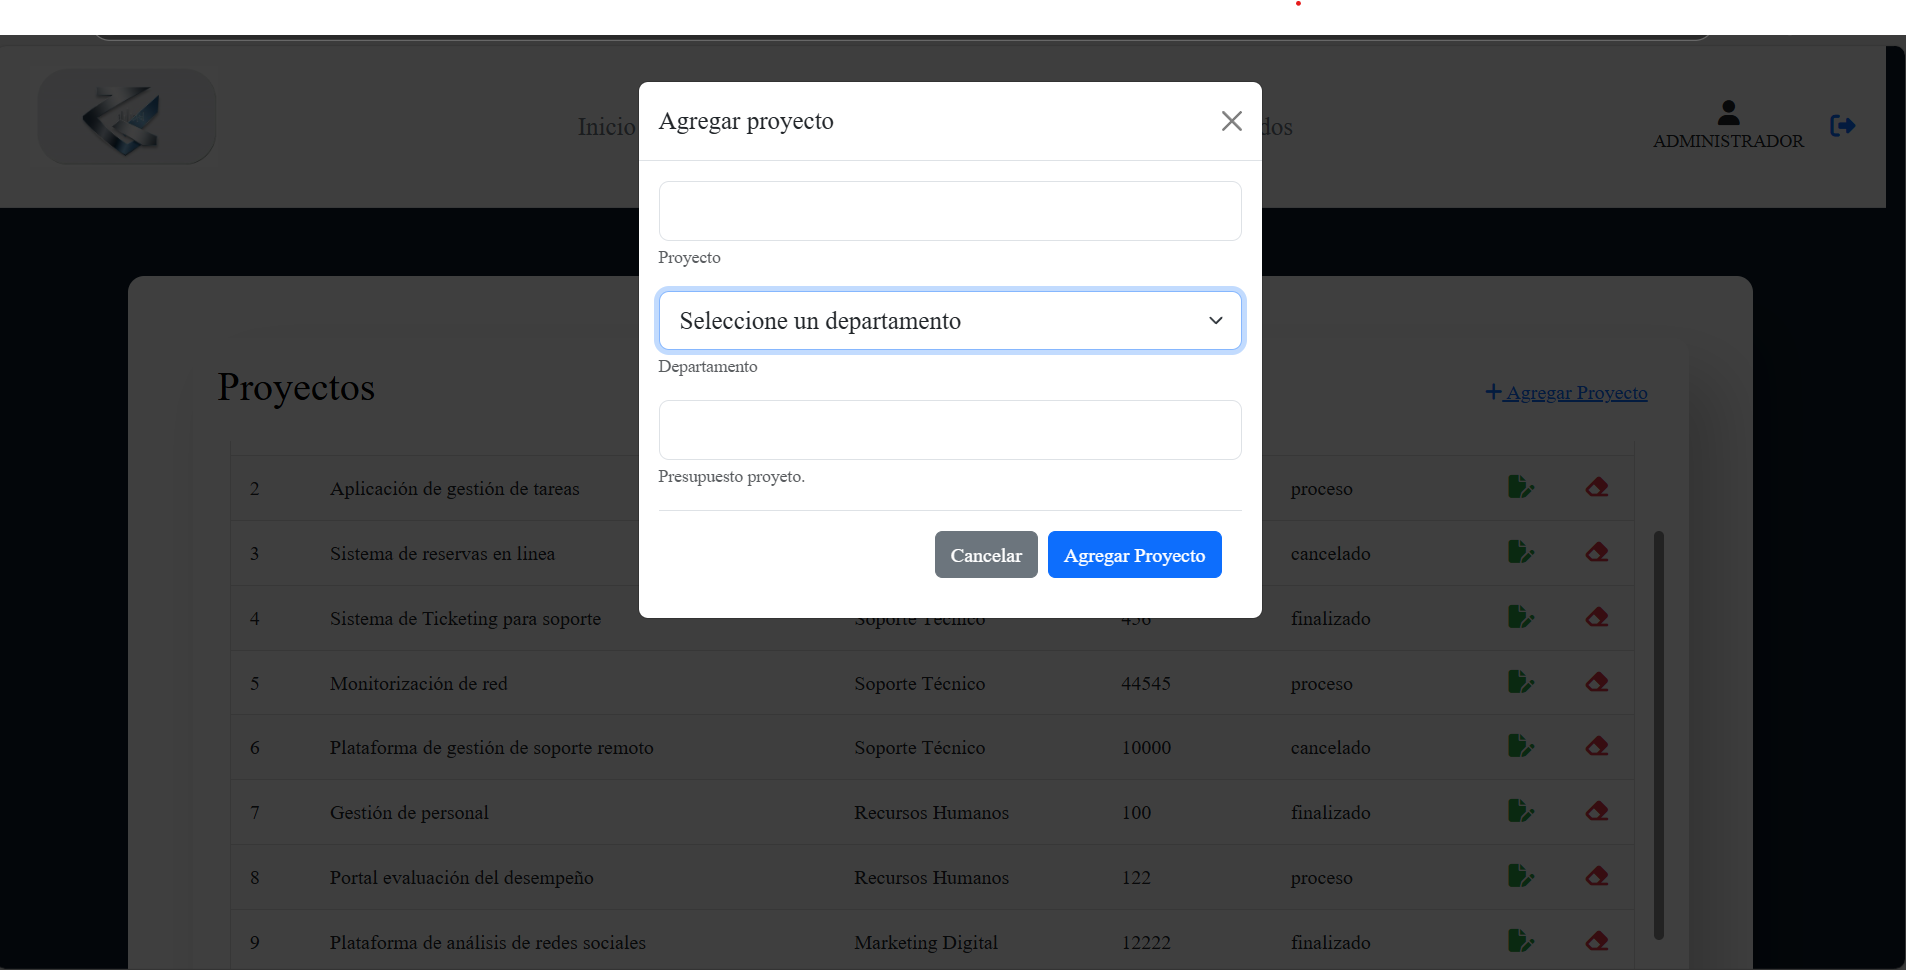 Inicio
dos
ADMINISTRADOR
Agregar proyecto
Proyecto
Seleccione un departamento
Departamento
Presupuesto proyeto.
Cancelar
Agregar Proyecto
Proyectos
Agregar Proyecto
2 Aplicación de gestión de tareas proceso
3 Sistema de reservas en linea cancelado
4 Sistema de Ticketing para soporte Soporte Técnico 456 finalizado
5 Monitorización de red Soporte Técnico 44545 proceso
6 Plataforma de gestión de soporte remoto Soporte Técnico 10000 cancelado
7 Gestión de personal Recursos Humanos 100 finalizado
8 Portal evaluación del desempeño Recursos Humanos 122 proceso
9 Plataforma de análisis de redes sociales Marketing Digital 12222 finalizado